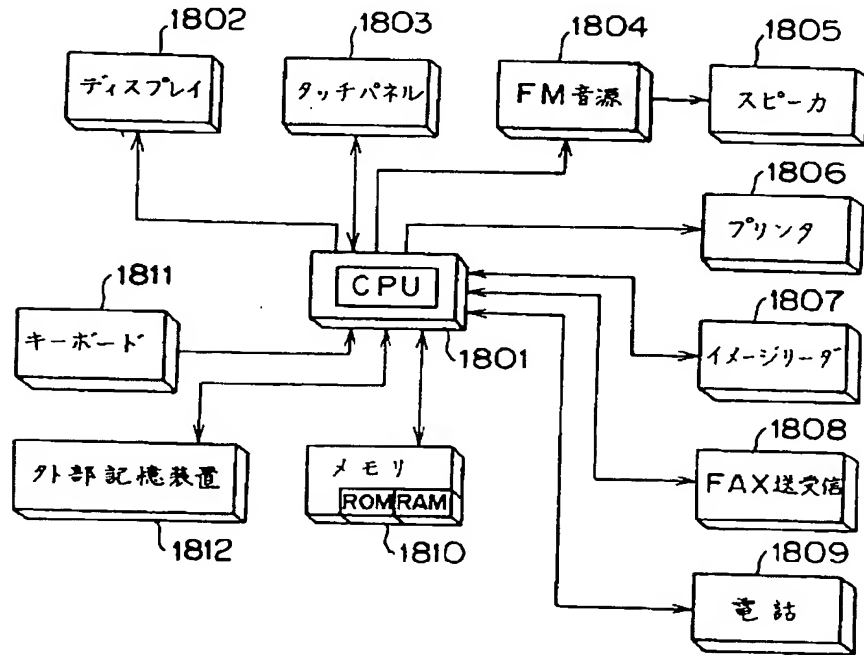 1802
ディスプレイ
1803
タッチパネル
1804
FM音源
1805
スピーカ
1806
プリンタ
CPU
1801
1811
キーボード
1807
イメージリーダ
1808
FAX送受信
外部記憶装置
1812
メモリ
ROM RAM
1810
1809
電話